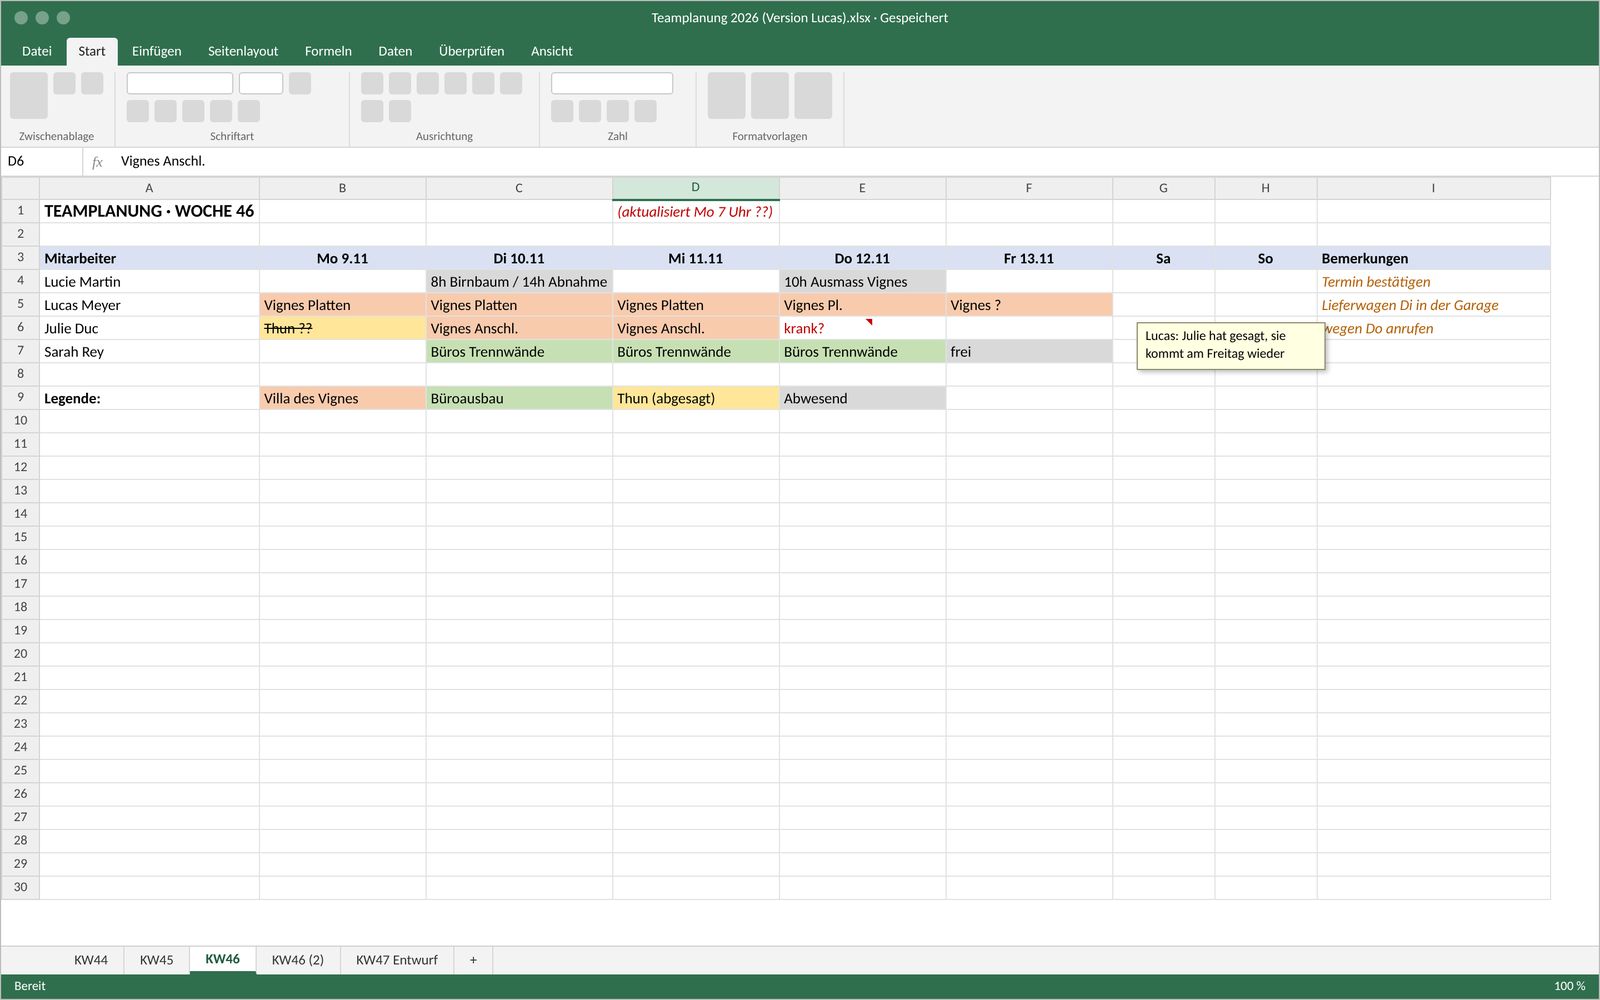 Teamplanung 2026 (Version Lucas).xlsx · Gespeichert
Datei Start Einfügen Seitenlayout Formeln Daten Überprüfen Ansicht
Zwischenablage Schriftart Ausrichtung Zahl Formatvorlagen
D6 fx Vignes Anschl.
A B C D E F G H I
1 TEAMPLANUNG · WOCHE 46 (aktualisiert Mo 7 Uhr ??)
2
3 Mitarbeiter Mo 9.11 Di 10.11 Mi 11.11 Do 12.11 Fr 13.11 Sa So Bemerkungen
4 Lucie Martin 8h Birnbaum / 14h Abnahme 10h Ausmass Vignes Termin bestätigen
5 Lucas Meyer Vignes Platten Vignes Platten Vignes Platten Vignes Pl. Vignes ? Lieferwagen Di in der Garage
6 Julie Duc Thun ?? Vignes Anschl. Vignes Anschl. krank? wegen Do anrufen
Lucas: Julie hat gesagt, sie
kommt am Freitag wieder
7 Sarah Rey Büros Trennwände Büros Trennwände Büros Trennwände frei
8
9 Legende: Villa des Vignes Büroausbau Thun (abgesagt) Abwesend
10
11
12
13
14
15
16
17
18
19
20
21
22
23
24
25
26
27
28
29
30
KW44 KW45 KW46 KW46 (2) KW47 Entwurf +
Bereit 100 %